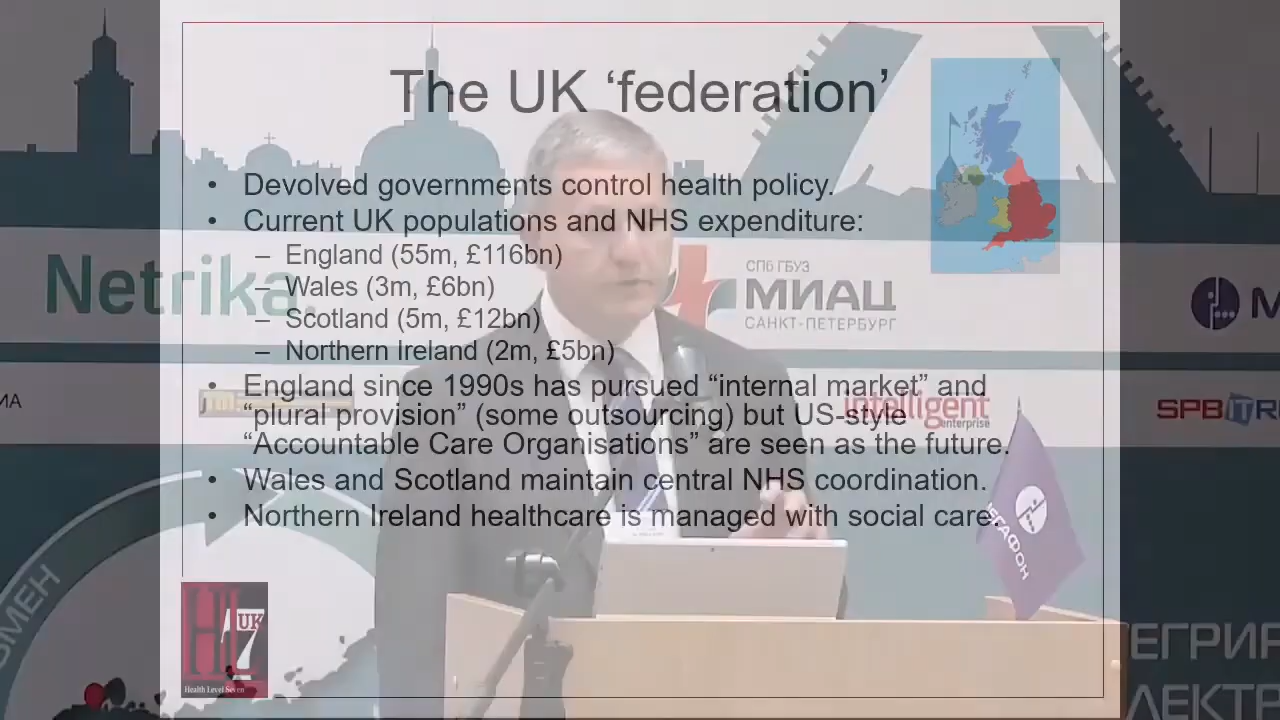 The UK ‘federation’
• Devolved governments control health policy.
• Current UK populations and NHS expenditure:
– England (55m, £116bn)
– Wales (3m, £6bn)
– Scotland (5m, £12bn)
– Northern Ireland (2m, £5bn)
• England since 1990s has pursued “internal market” and
“plural provision” (some outsourcing) but US-style
“Accountable Care Organisations” are seen as the future.
• Wales and Scotland maintain central NHS coordination.
• Northern Ireland healthcare is managed with social care.
Netrika.
СПб ГБУЗ
МИАЦ
САНКТ-ПЕТЕРБУРГ
intelligent
enterprise
HL7
UK
Health Level Seven